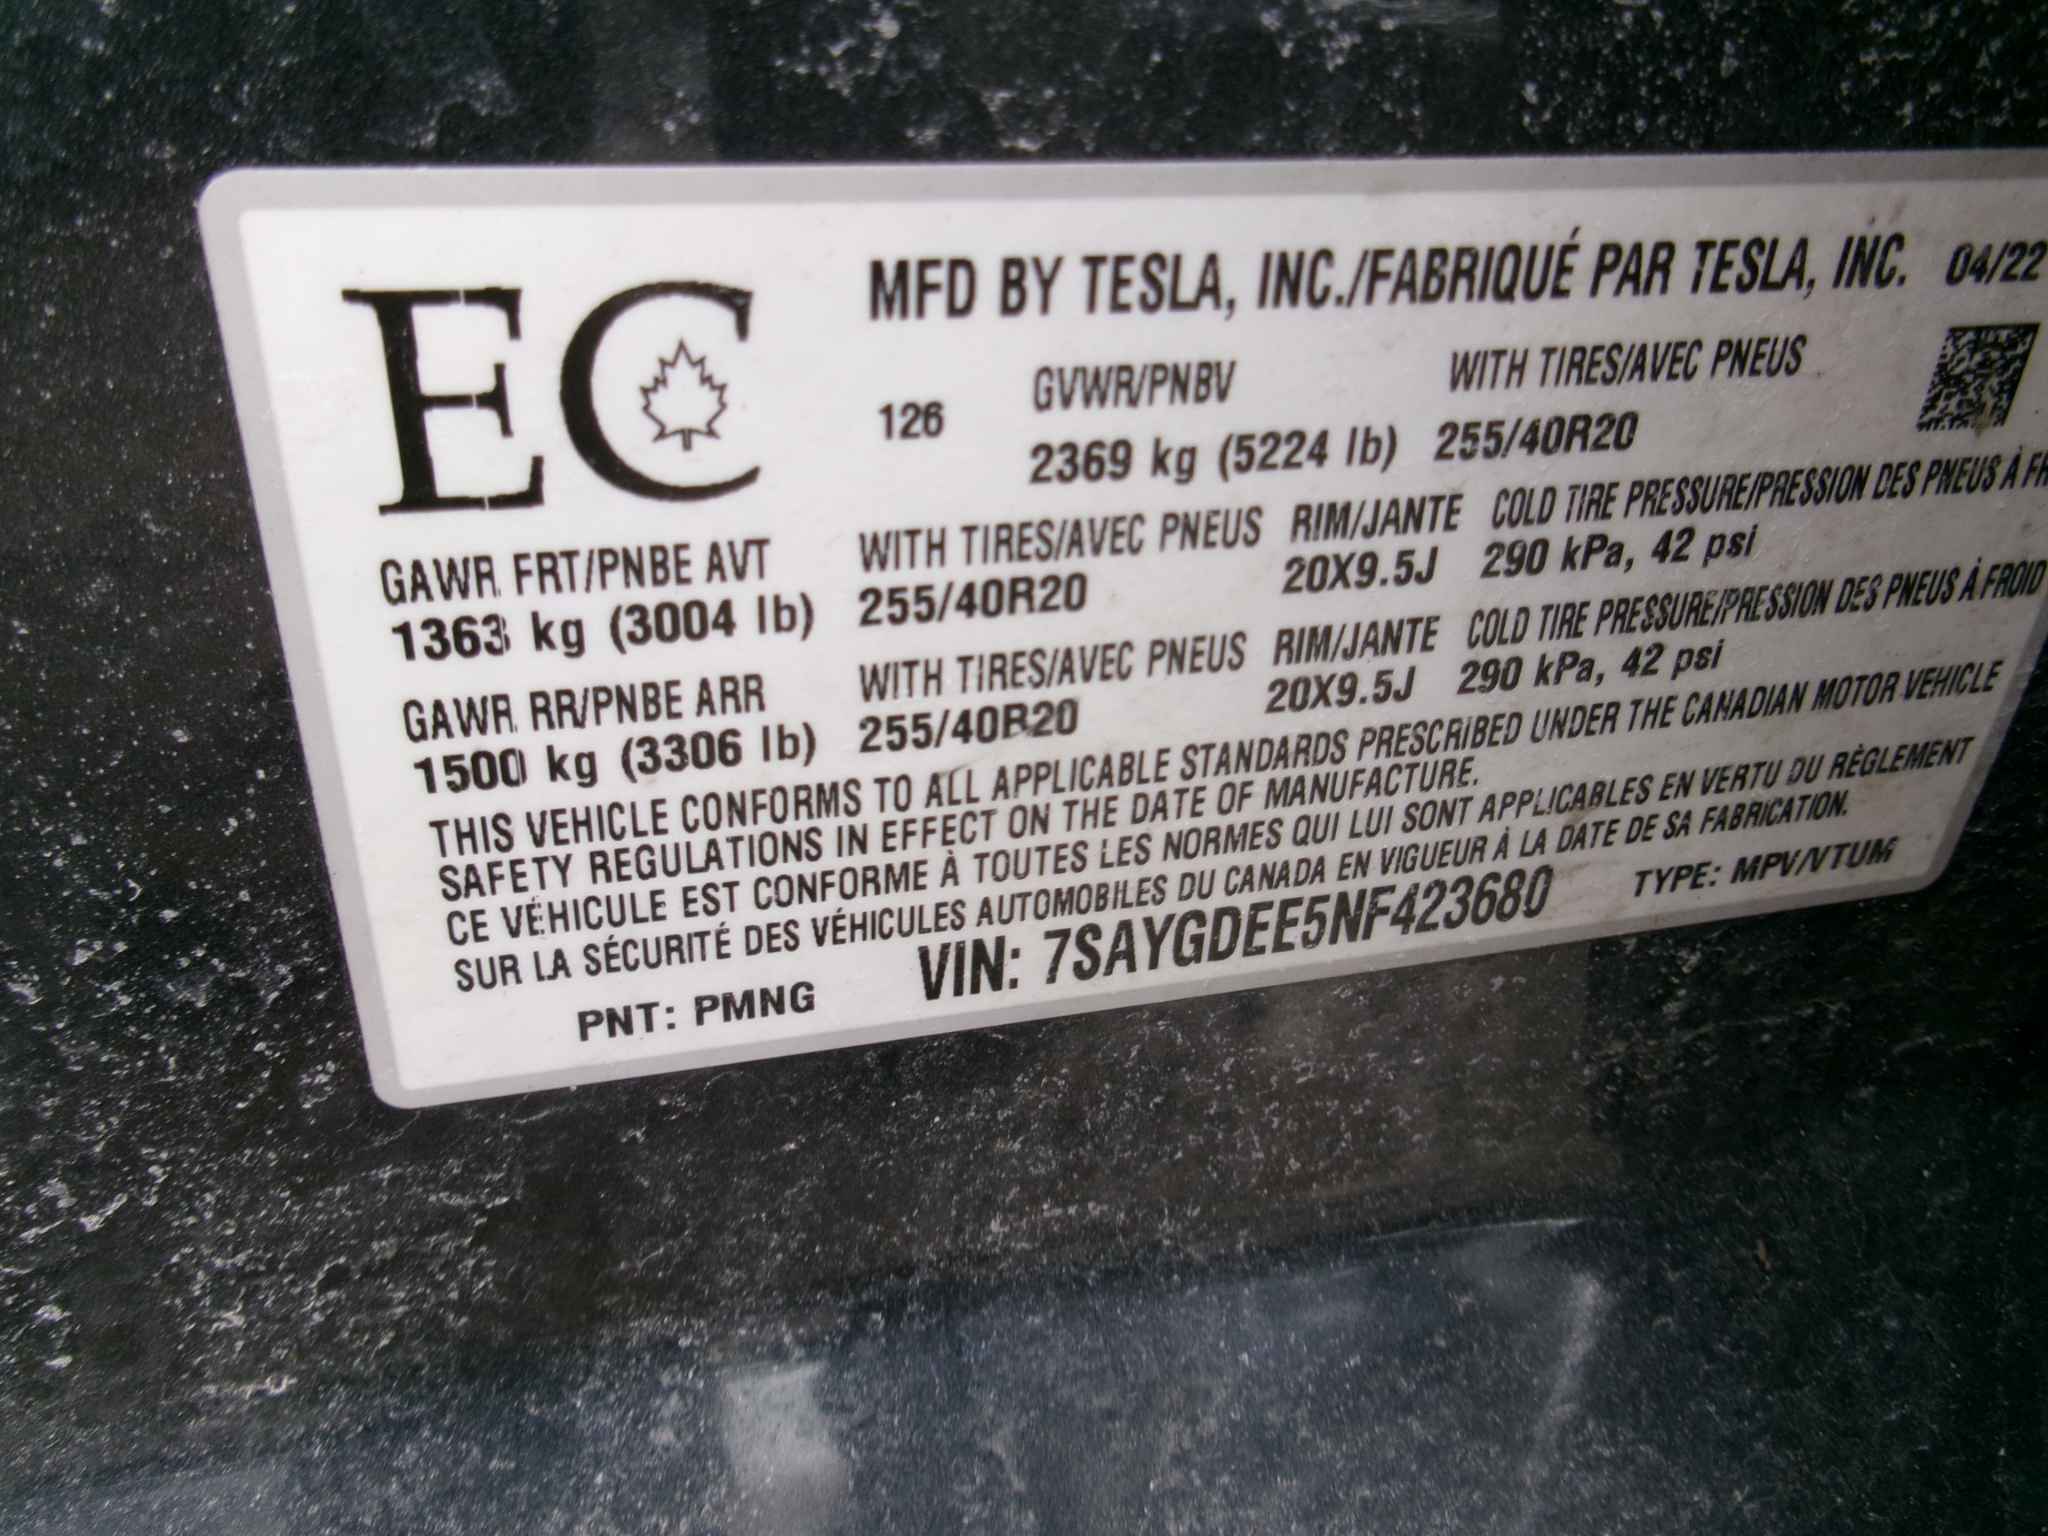 EC
MFD BY TESLA, INC./FABRIQUÉ PAR TESLA, INC. 04/22
126
GVWR/PNBV
2369 kg (5224 lb)
WITH TIRES/AVEC PNEUS
255/40R20
GAWR FRT/PNBE AVT
1363 kg (3004 lb)
WITH TIRES/AVEC PNEUS
255/40R20
RIM/JANTE
20X9.5J
COLD TIRE PRESSURE/PRESSION DES PNEUS À FR
290 kPa, 42 psi
GAWR RR/PNBE ARR
1500 kg (3306 lb)
WITH TIRES/AVEC PNEUS
255/40R20
RIM/JANTE
20X9.5J
COLD TIRE PRESSURE/PRESSION DES PNEUS À FROID
290 kPa, 42 psi
THIS VEHICLE CONFORMS TO ALL APPLICABLE STANDARDS PRESCRIBED UNDER THE CANADIAN MOTOR VEHICLE
SAFETY REGULATIONS IN EFFECT ON THE DATE OF MANUFACTURE.
CE VÉHICULE EST CONFORME À TOUTES LES NORMES QUI LUI SONT APPLICABLES EN VERTU DU RÈGLEMENT
SUR LA SÉCURITÉ DES VÉHICULES AUTOMOBILES DU CANADA EN VIGUEUR À LA DATE DE SA FABRICATION.
PNT: PMNG
VIN: 7SAYGDEE5NF423680
TYPE: MPV/VTUM